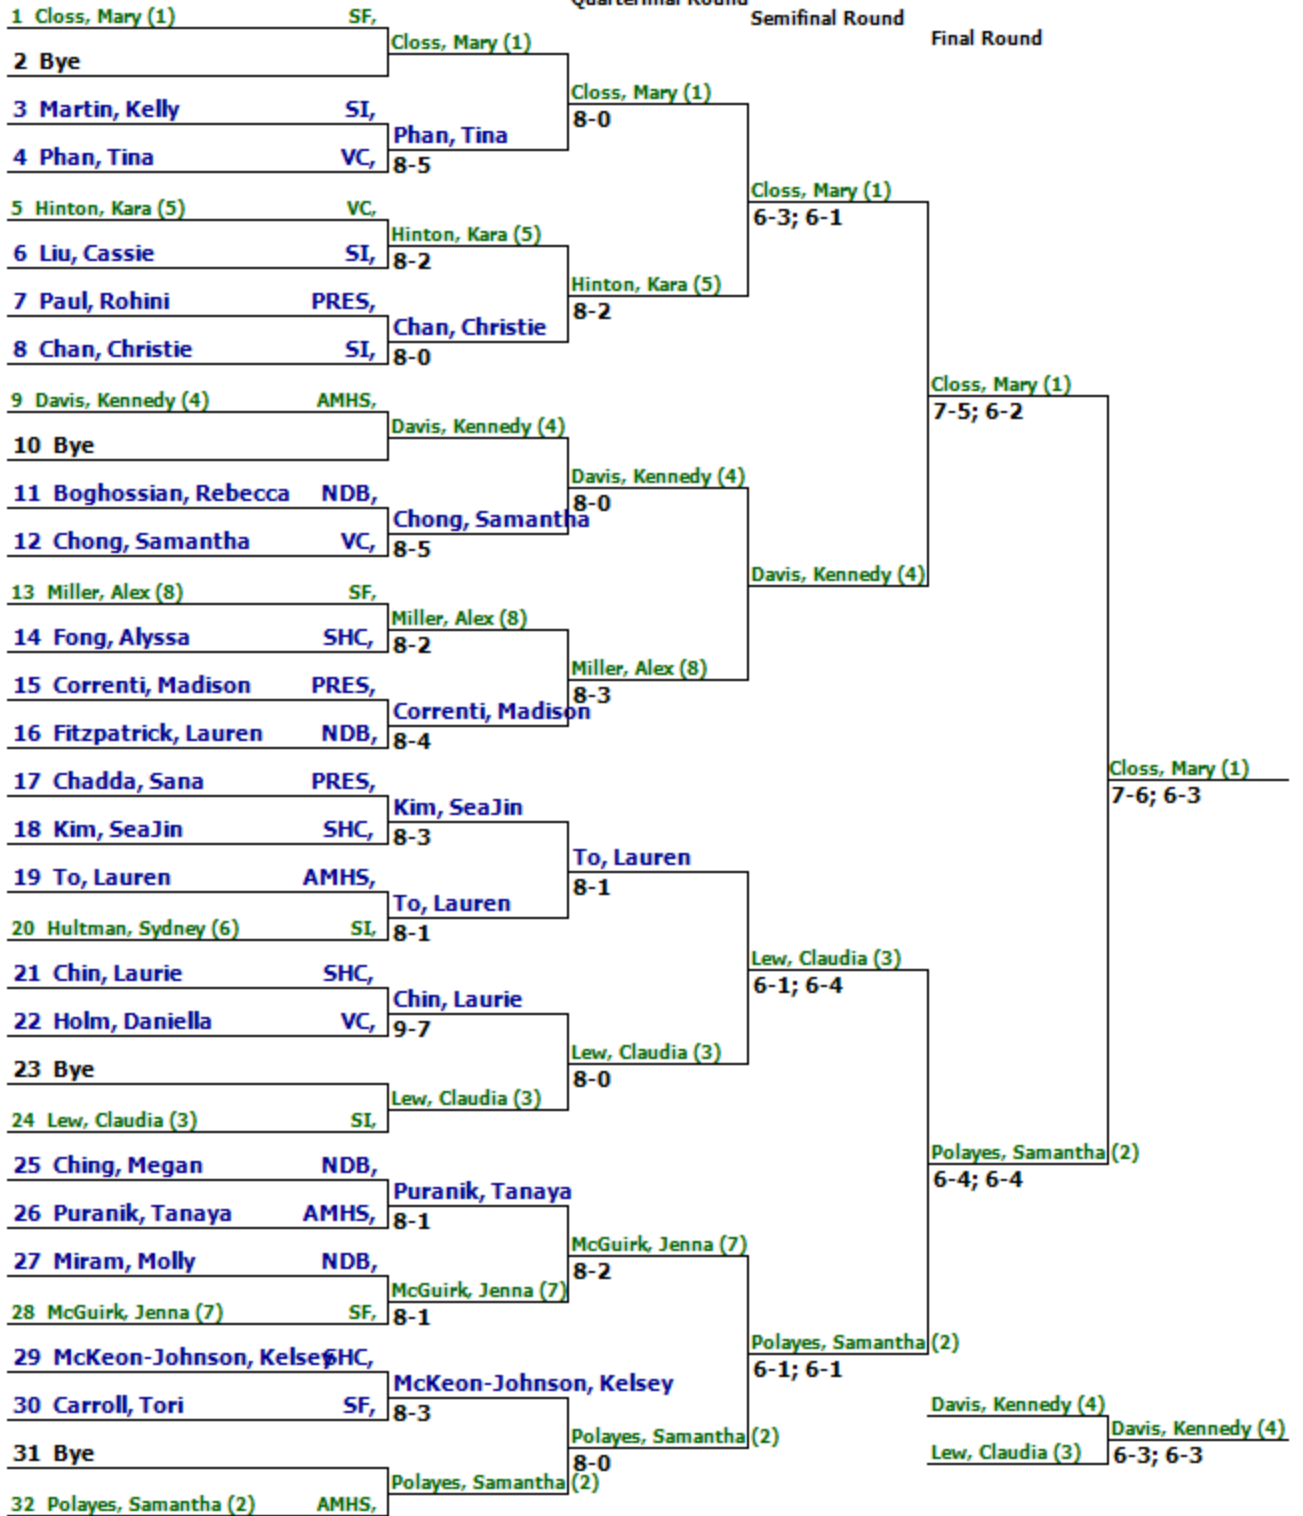 Quarterfinal Round
Semifinal Round
Final Round
1 Closs, Mary (1) SF,
2 Bye
3 Martin, Kelly SI,
4 Phan, Tina VC,
5 Hinton, Kara (5) VC,
6 Liu, Cassie SI,
7 Paul, Rohini PRES,
8 Chan, Christie SI,
9 Davis, Kennedy (4) AMHS,
10 Bye
11 Boghossian, Rebecca NDB,
12 Chong, Samantha VC,
13 Miller, Alex (8) SF,
14 Fong, Alyssa SHC,
15 Correnti, Madison PRES,
16 Fitzpatrick, Lauren NDB,
17 Chadda, Sana PRES,
18 Kim, SeaJin SHC,
19 To, Lauren AMHS,
20 Hultman, Sydney (6) SI,
21 Chin, Laurie SHC,
22 Holm, Daniella VC,
23 Bye
24 Lew, Claudia (3) SI,
25 Ching, Megan NDB,
26 Puranik, Tanaya AMHS,
27 Miram, Molly NDB,
28 McGuirk, Jenna (7) SF,
29 McKeon-Johnson, Kelsey SHC,
30 Carroll, Tori SF,
31 Bye
32 Polayes, Samantha (2) AMHS,
Closs, Mary (1)
Phan, Tina
8-5
Hinton, Kara (5)
8-2
Chan, Christie
8-0
Davis, Kennedy (4)
Chong, Samantha
8-5
Miller, Alex (8)
8-2
Correnti, Madison
8-4
Kim, SeaJin
8-3
To, Lauren
8-1
Chin, Laurie
9-7
Lew, Claudia (3)
Puranik, Tanaya
8-1
McGuirk, Jenna (7)
8-1
McKeon-Johnson, Kelsey
8-3
Polayes, Samantha (2)
Closs, Mary (1)
8-0
Hinton, Kara (5)
8-2
Davis, Kennedy (4)
8-0
Miller, Alex (8)
8-3
To, Lauren
8-1
Lew, Claudia (3)
8-0
McGuirk, Jenna (7)
8-2
Polayes, Samantha (2)
8-0
Closs, Mary (1)
6-3; 6-1
Davis, Kennedy (4)
Lew, Claudia (3)
6-1; 6-4
Polayes, Samantha (2)
6-1; 6-1
Closs, Mary (1)
7-5; 6-2
Polayes, Samantha (2)
6-4; 6-4
Closs, Mary (1)
7-6; 6-3
Davis, Kennedy (4)
Lew, Claudia (3)
Davis, Kennedy (4)
6-3; 6-3